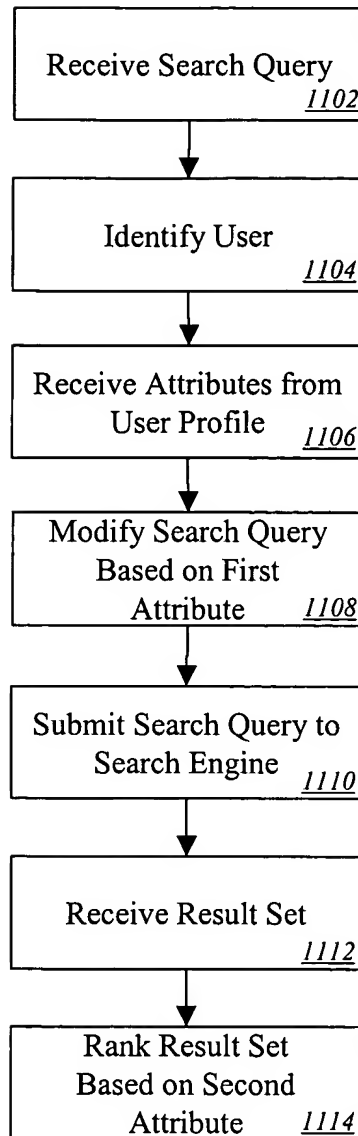 Receive Search Query
1102
Identify User
1104
Receive Attributes from
User Profile
1106
Modify Search Query
Based on First
Attribute
1108
Submit Search Query to
Search Engine
1110
Receive Result Set
1112
Rank Result Set
Based on Second
Attribute
1114